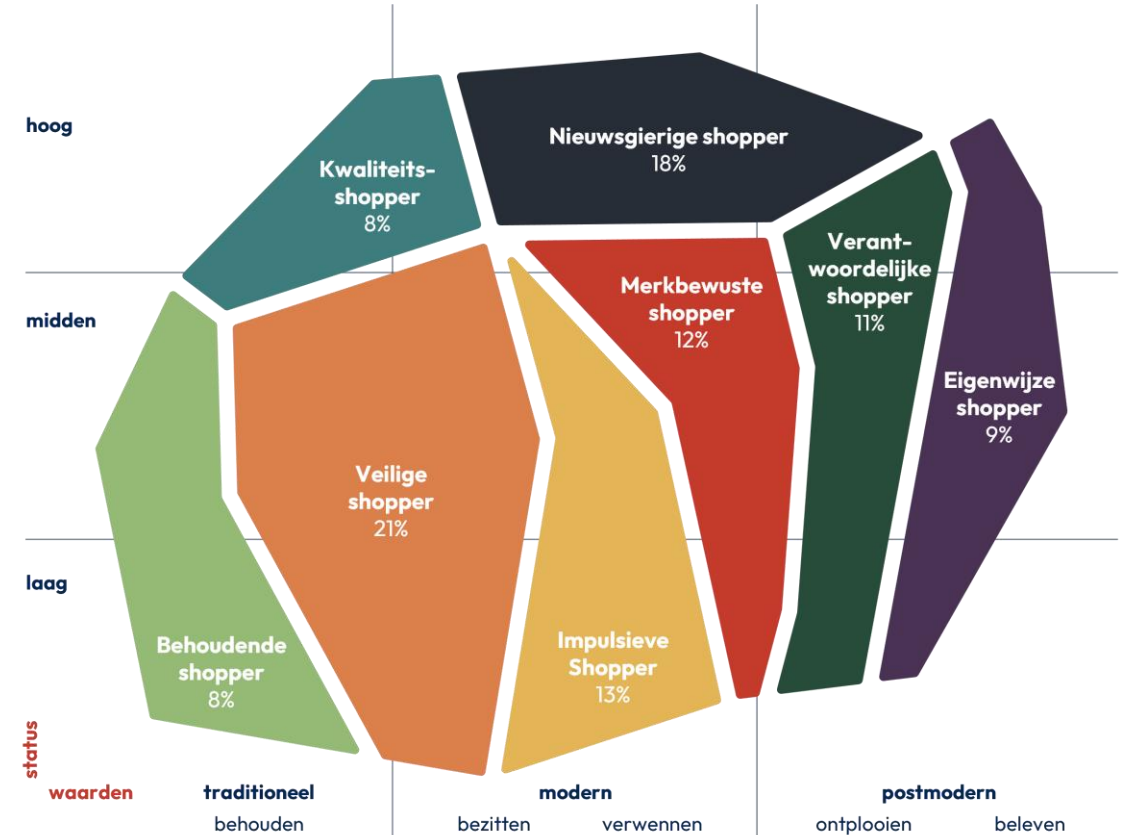 hoog
Kwaliteits-
shopper
8%
Nieuwsgierige shopper
18%
Verant-
woordelijke
shopper
11%
Merkbewuste
shopper
12%
midden
Eigenwijze
shopper
9%
Veilige
shopper
21%
laag
Behoudende
shopper
8%
Impulsieve
Shopper
13%
status
waarden
traditioneel
modern
postmodern
behouden
bezitten
verwennen
ontplooien
beleven